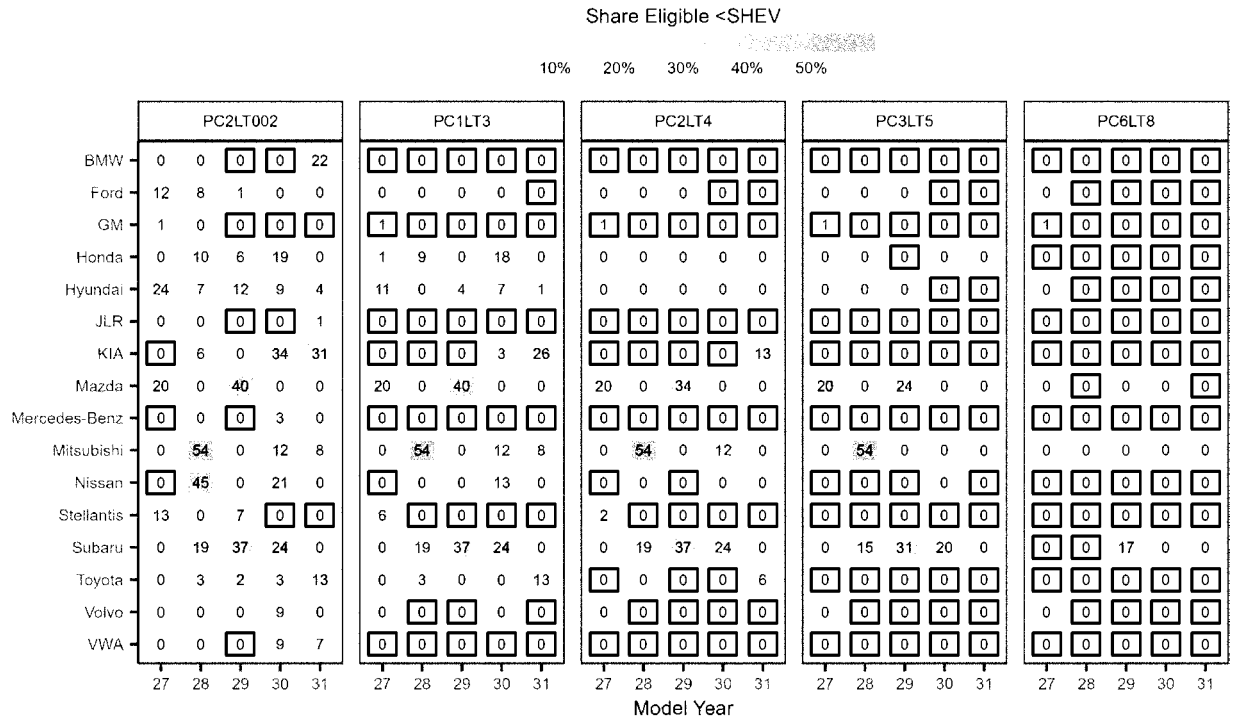 Share Eligible <SHEV
10% 20% 30% 40% 50%
PC2LT002 PC1LT3 PC2LT4 PC3LT5 PC6LT8
BMW 0 0 0 0 22 0 0 0 0 0 0 0 0 0 0 0 0 0 0 0 0 0 0 0 0
Ford 12 8 1 0 0 0 0 0 0 0 0 0 0 0 0 0 0 0 0 0 0 0 0 0 0
GM 1 0 0 0 0 1 0 0 0 0 1 0 0 0 0 1 0 0 0 0 1 0 0 0 0
Honda 0 10 6 19 0 1 9 0 18 0 0 0 0 0 0 0 0 0 0 0 0 0 0 0 0
Hyundai 24 7 12 9 4 11 0 4 7 1 0 0 0 0 0 0 0 0 0 0 0 0 0 0 0
JLR 0 0 0 0 1 0 0 0 0 0 0 0 0 0 0 0 0 0 0 0 0 0 0 0 0
KIA 0 6 0 34 31 0 0 0 3 26 0 0 0 0 13 0 0 0 0 0 0 0 0 0 0
Mazda 20 0 40 0 0 20 0 40 0 0 20 0 34 0 0 20 0 24 0 0 0 0 0 0 0
Mercedes-Benz 0 0 0 3 0 0 0 0 0 0 0 0 0 0 0 0 0 0 0 0 0 0 0 0 0
Mitsubishi 0 54 0 12 8 0 54 0 12 8 0 54 0 12 0 0 54 0 0 0 0 0 0 0 0
Nissan 0 45 0 21 0 0 0 0 13 0 0 0 0 0 0 0 0 0 0 0 0 0 0 0 0
Stellantis 13 0 7 0 0 6 0 0 0 0 2 0 0 0 0 0 0 0 0 0 0 0 0 0 0
Subaru 0 19 37 24 0 0 19 37 24 0 0 19 37 24 0 0 15 31 20 0 0 0 17 0 0
Toyota 0 3 2 3 13 0 3 0 0 13 0 0 0 0 6 0 0 0 0 0 0 0 0 0 0
Volvo 0 0 0 9 0 0 0 0 0 0 0 0 0 0 0 0 0 0 0 0 0 0 0 0 0
VWA 0 0 0 9 7 0 0 0 0 0 0 0 0 0 0 0 0 0 0 0 0 0 0 0 0
27 28 29 30 31 27 28 29 30 31 27 28 29 30 31 27 28 29 30 31 27 28 29 30 31
Model Year